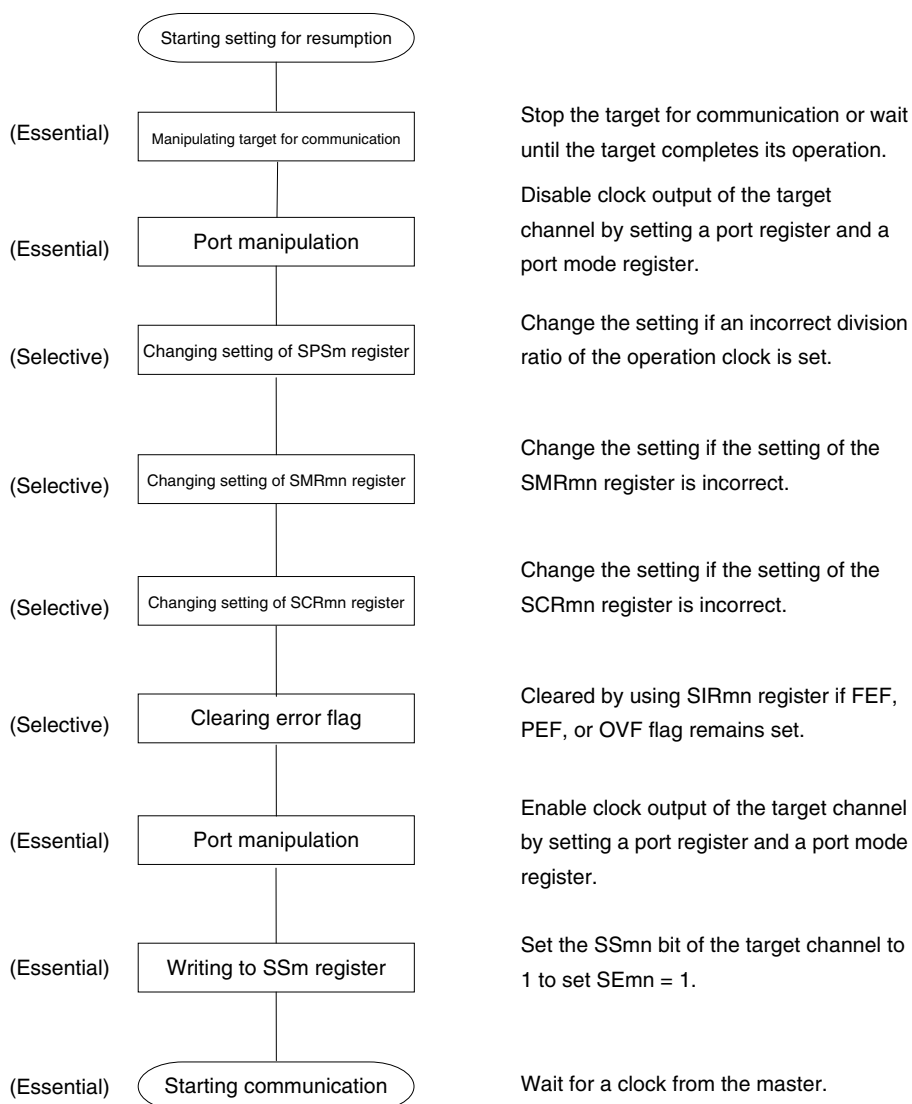 Starting setting for resumption
(Essential)
Manipulating target for communication
Stop the target for communication or wait
until the target completes its operation.
(Essential)
Port manipulation
Disable clock output of the target
channel by setting a port register and a
port mode register.
(Selective)
Changing setting of SPSm register
Change the setting if an incorrect division
ratio of the operation clock is set.
(Selective)
Changing setting of SMRmn register
Change the setting if the setting of the
SMRmn register is incorrect.
(Selective)
Changing setting of SCRmn register
Change the setting if the setting of the
SCRmn register is incorrect.
(Selective)
Clearing error flag
Cleared by using SIRmn register if FEF,
PEF, or OVF flag remains set.
(Essential)
Port manipulation
Enable clock output of the target channel
by setting a port register and a port mode
register.
(Essential)
Writing to SSm register
Set the SSmn bit of the target channel to
1 to set SEmn = 1.
(Essential)
Starting communication
Wait for a clock from the master.